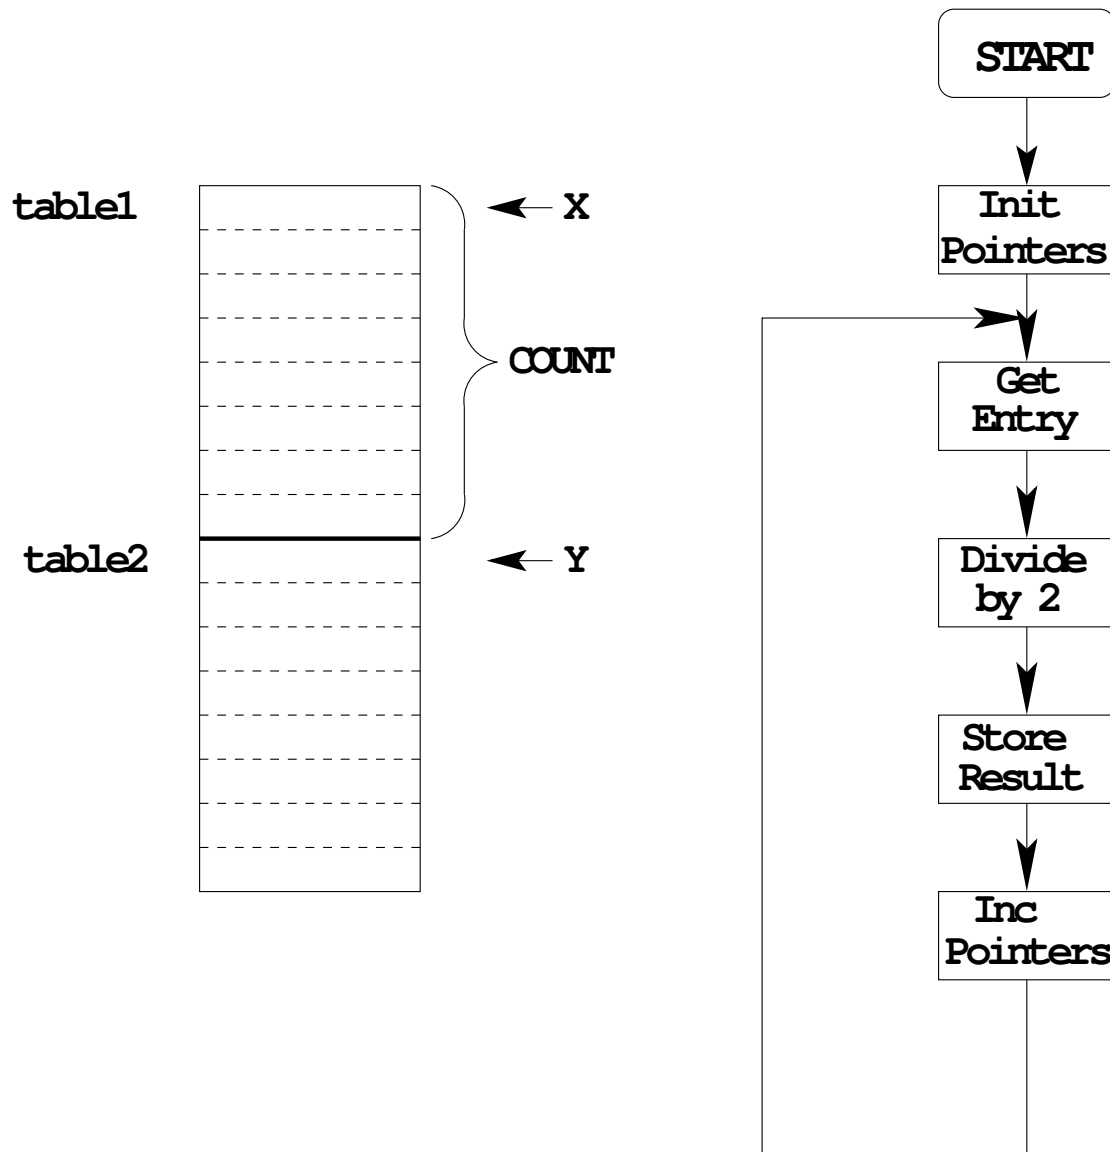 table1
X
COUNT
table2
Y
START
Init
Pointers
Get
Entry
Divide
by 2
Store
Result
Inc
Pointers